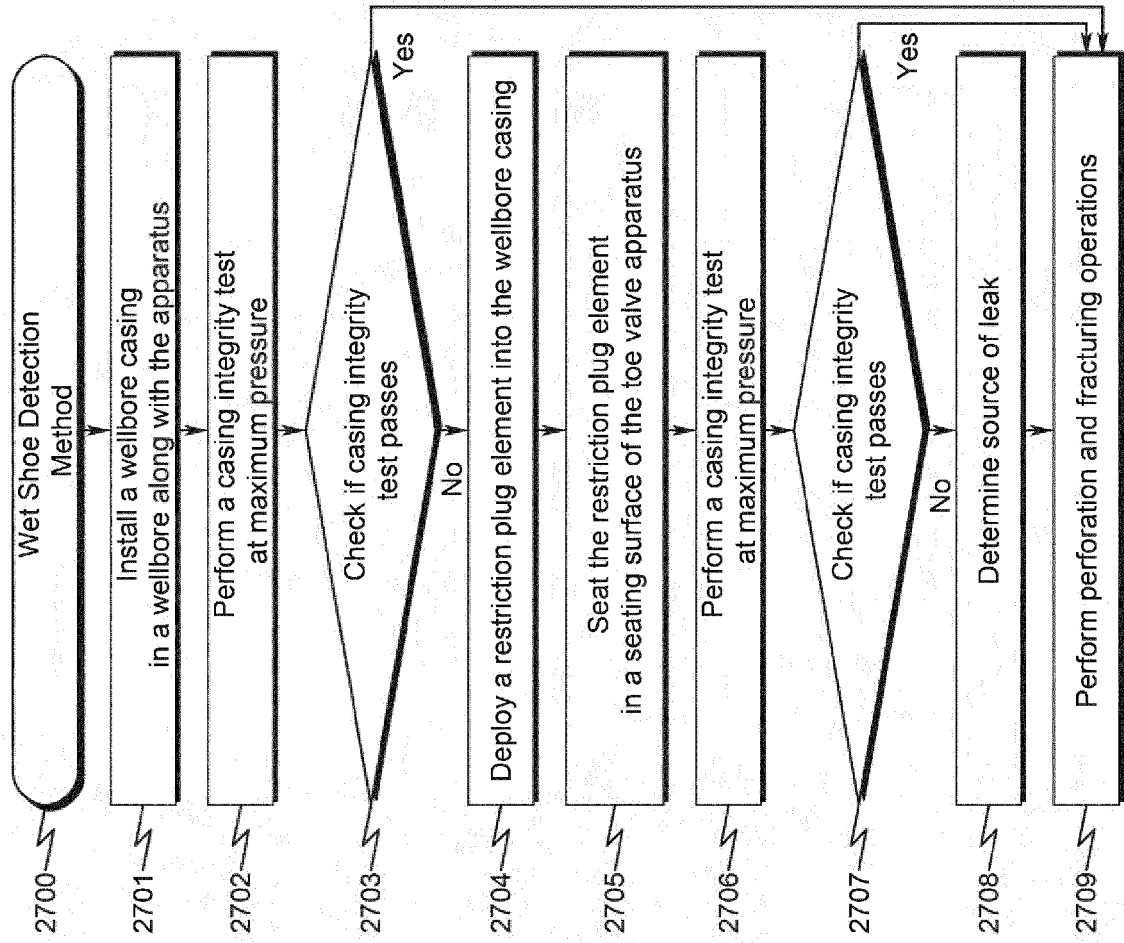 Wet Shoe Detection
Method
2700
Install a wellbore casing
in a wellbore along with the apparatus
2701
Perform a casing integrity test
at maximum pressure
2702
Check if casing integrity
test passes
Yes
No
2703
Deploy a restriction plug element into the wellbore casing
2704
Seat the restriction plug element
in a seating surface of the toe valve apparatus
2705
Perform a casing integrity test
at maximum pressure
2706
Check if casing integrity
test passes
Yes
No
2707
Determine source of leak
2708
Perform perforation and fracturing operations
2709